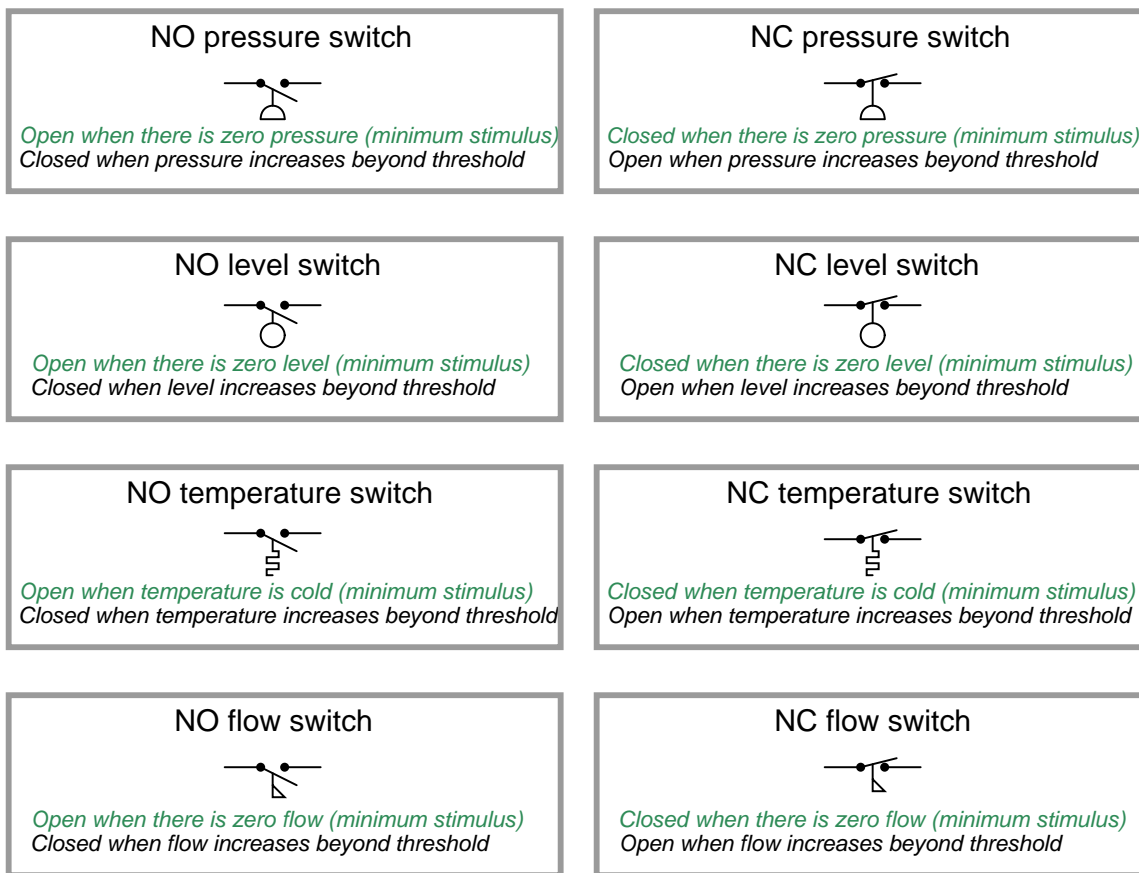 NO pressure switch
Open when there is zero pressure (minimum stimulus)
Closed when pressure increases beyond threshold
NC pressure switch
Closed when there is zero pressure (minimum stimulus)
Open when pressure increases beyond threshold
NO level switch
Open when there is zero level (minimum stimulus)
Closed when level increases beyond threshold
NC level switch
Closed when there is zero level (minimum stimulus)
Open when level increases beyond threshold
NO temperature switch
Open when temperature is cold (minimum stimulus)
Closed when temperature increases beyond threshold
NC temperature switch
Closed when temperature is cold (minimum stimulus)
Open when temperature increases beyond threshold
NO flow switch
Open when there is zero flow (minimum stimulus)
Closed when flow increases beyond threshold
NC flow switch
Closed when there is zero flow (minimum stimulus)
Open when flow increases beyond threshold